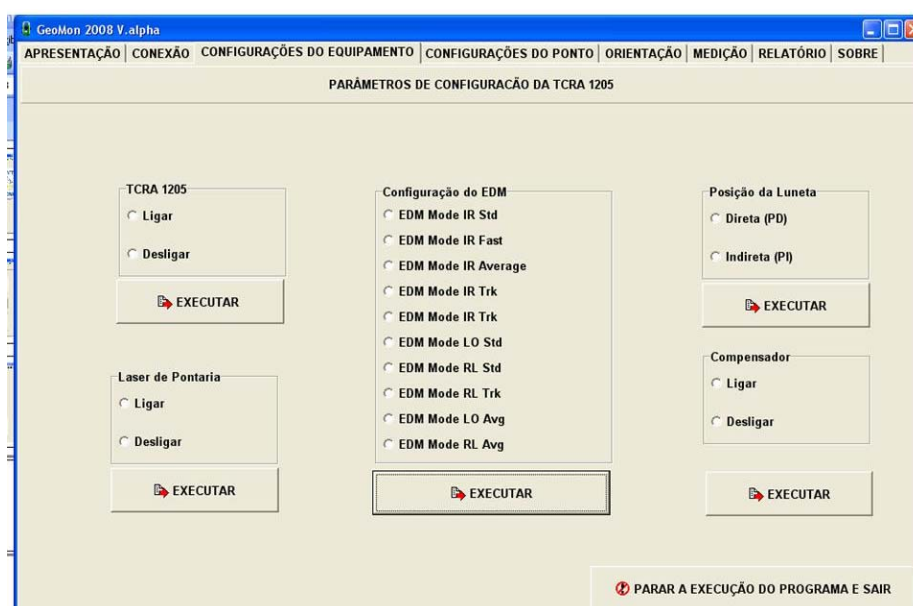 GeoMon 2008 V.alpha
APRESENTAÇÃO CONEXÃO CONFIGURAÇÕES DO EQUIPAMENTO CONFIGURAÇÕES DO PONTO ORIENTAÇÃO MEDIÇÃO RELATÓRIO SOBRE
PARÂMETROS DE CONFIGURACÃO DA TCRA 1205
TCRA 1205
Ligar
Desligar
EXECUTAR
Laser de Pontaria
Ligar
Desligar
EXECUTAR
Configuração do EDM
EDM Mode IR Std
EDM Mode IR Fast
EDM Mode IR Average
EDM Mode IR Trk
EDM Mode IR Trk
EDM Mode LO Std
EDM Mode RL Std
EDM Mode RL Trk
EDM Mode LO Avg
EDM Mode RL Avg
EXECUTAR
Posição da Luneta
Direta (PD)
Indireta (PI)
EXECUTAR
Compensador
Ligar
Desligar
EXECUTAR
PARAR A EXECUÇÃO DO PROGRAMA E SAIR